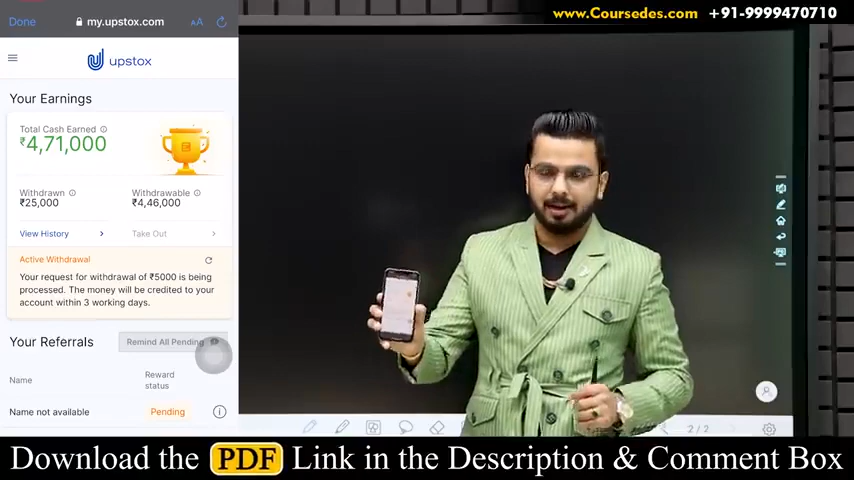 www.Coursedes.com +91-9999470710
Done
my.upstox.com
AA
upstox
Your Earnings
Total Cash Earned
₹4,71,000
Withdrawn
₹25,000
Withdrawable
₹4,46,000
View History >
Take Out >
Active Withdrawal
Your request for withdrawal of ₹5000 is being
processed. The money will be credited to your
account within 3 working days.
Your Referrals
Remind All Pending
Name
Reward
status
Name not available
Pending
2/2
Download the PDF Link in the Description & Comment Box